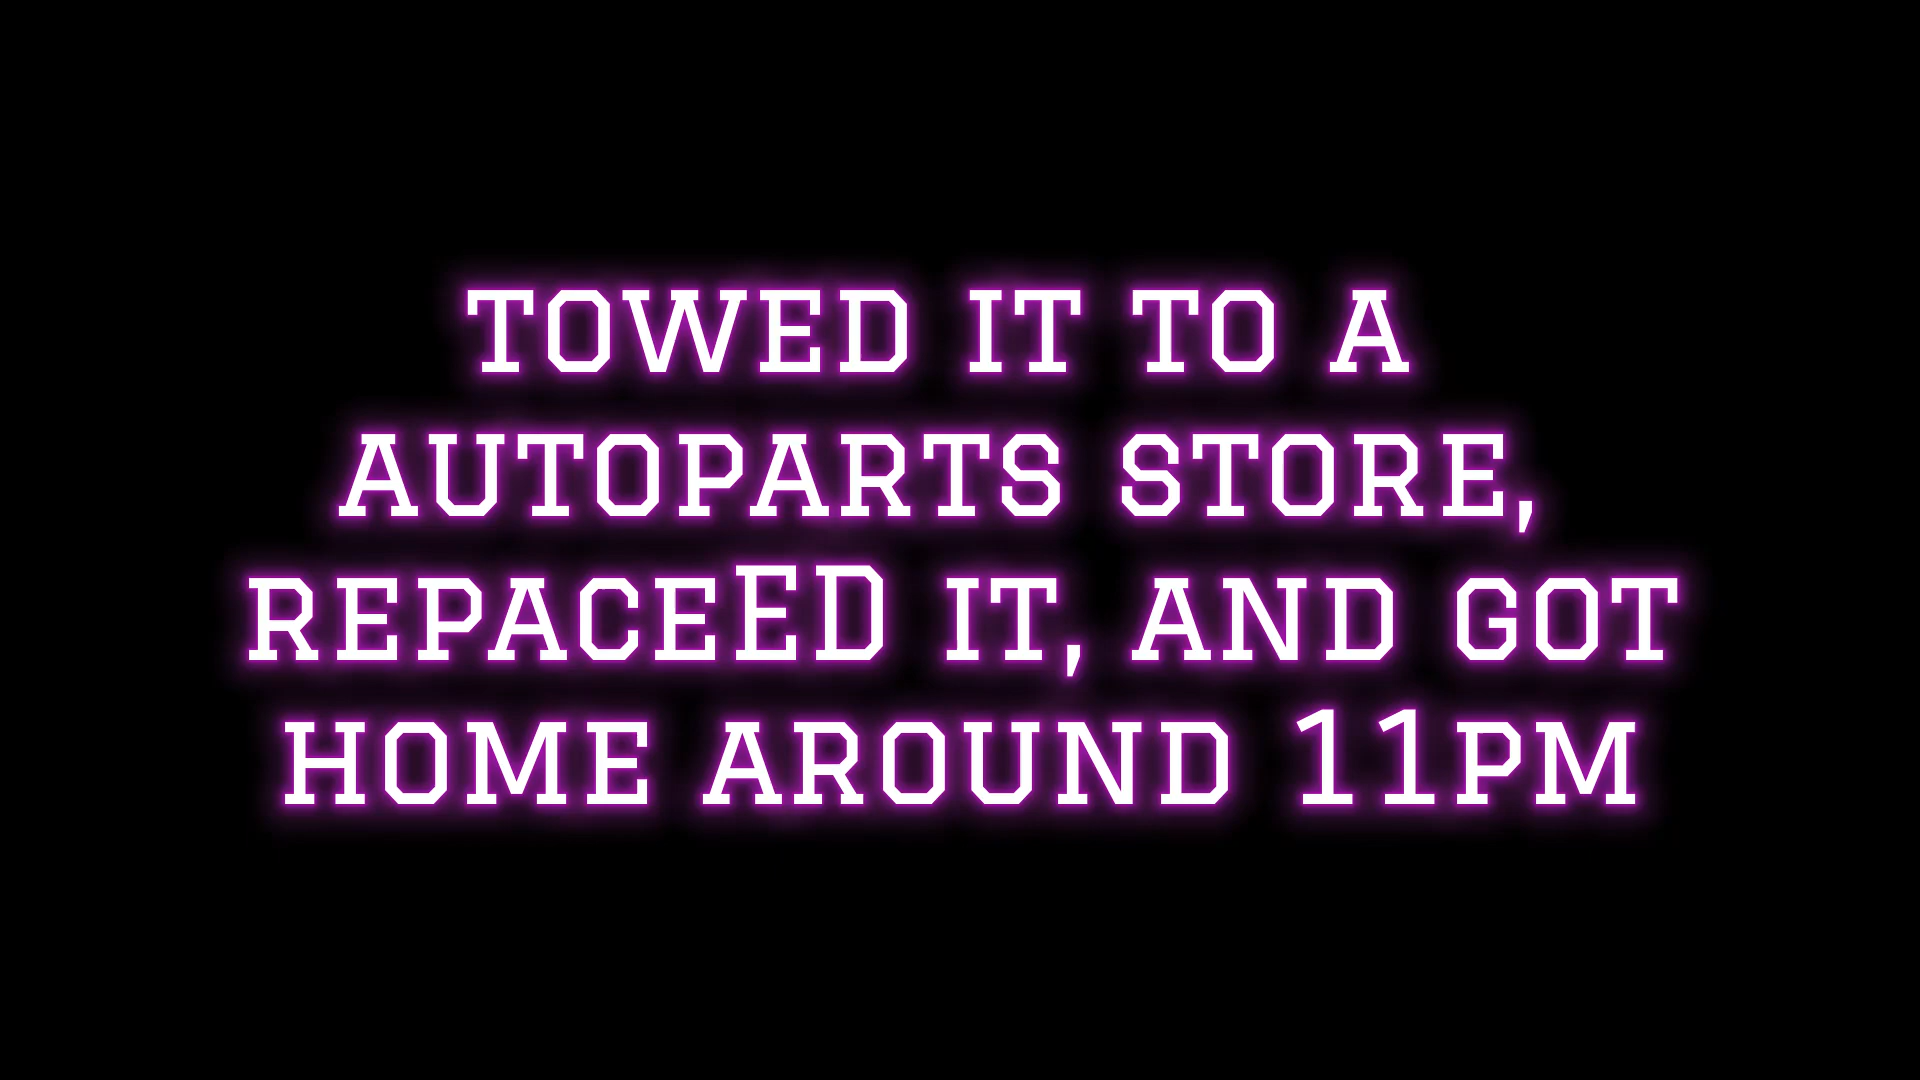 TOWED IT TO A
AUTOPARTS STORE,
REPACEED IT, AND GOT
HOME AROUND 11PM